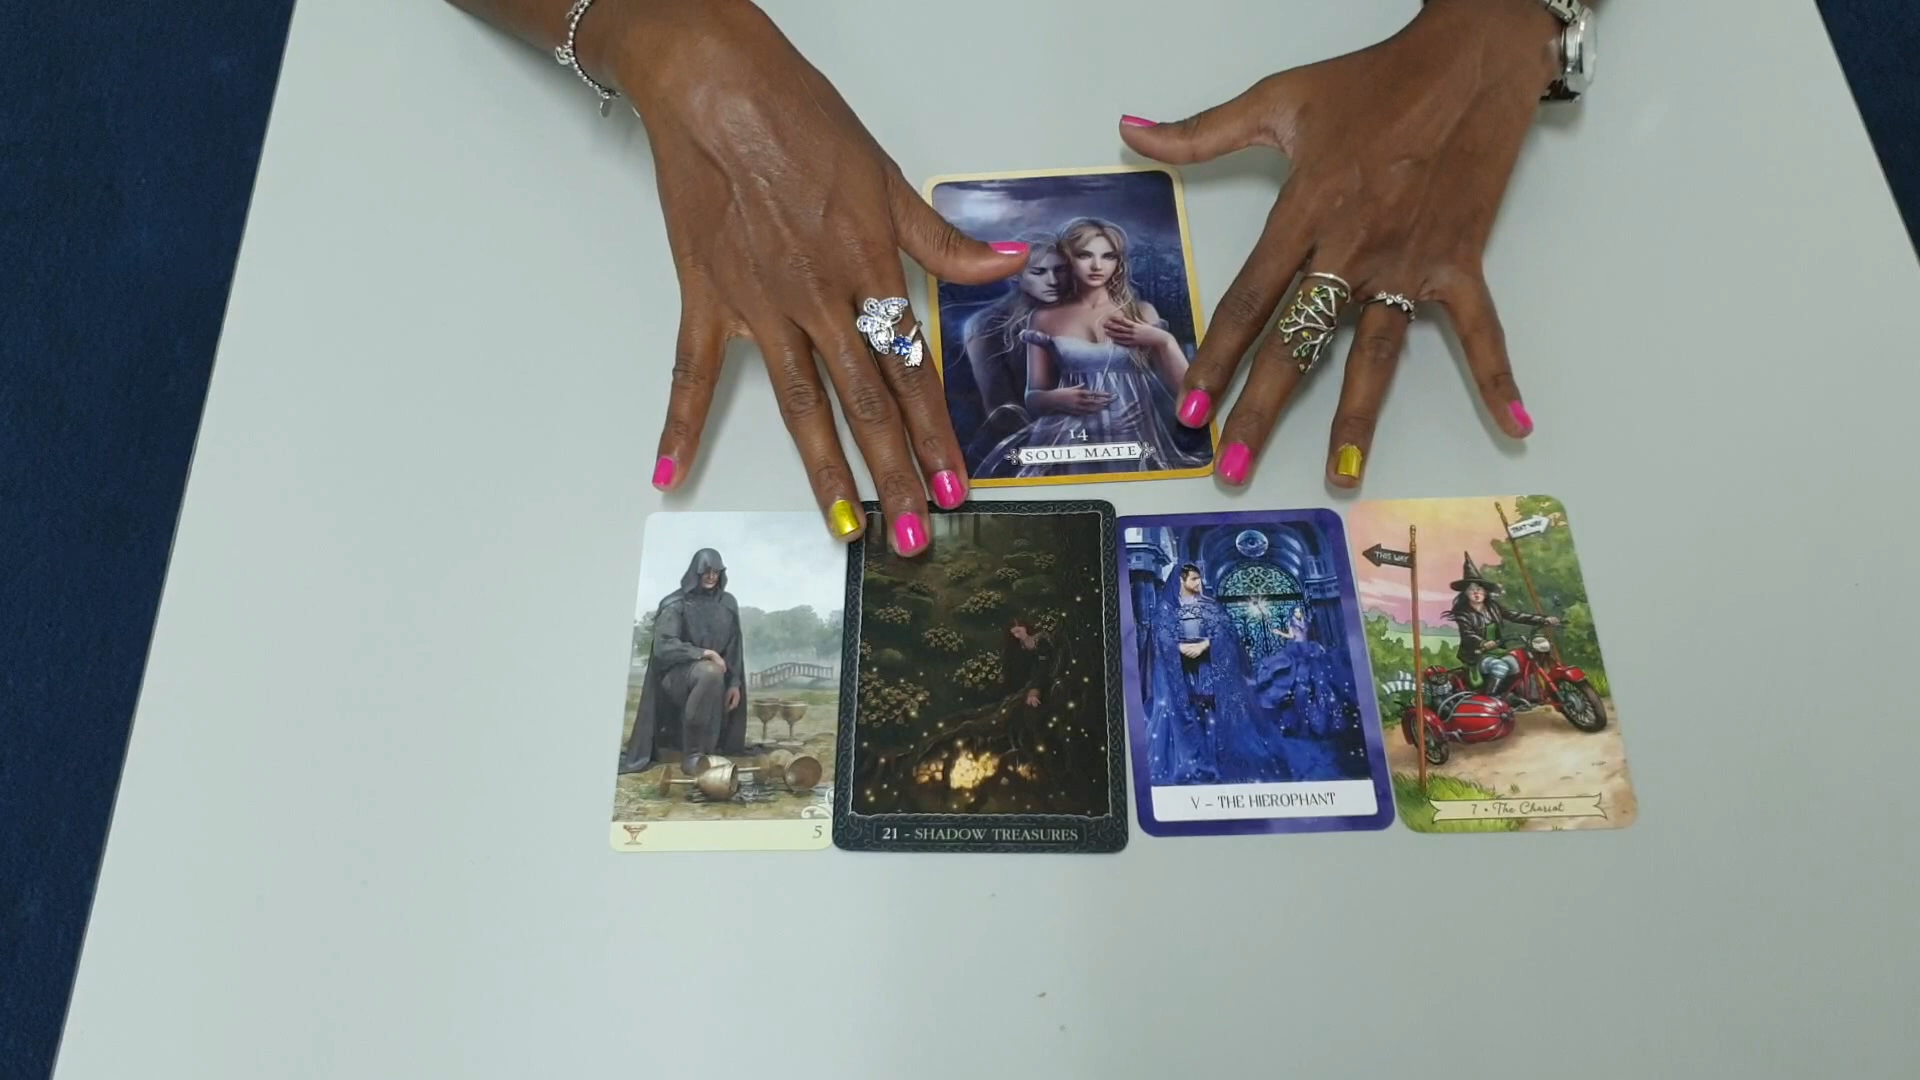 14
SOUL MATE
THIS WAY
THAT WAY
5
21 - SHADOW TREASURES
V - THE HIEROPHANT
7 • The Chariot